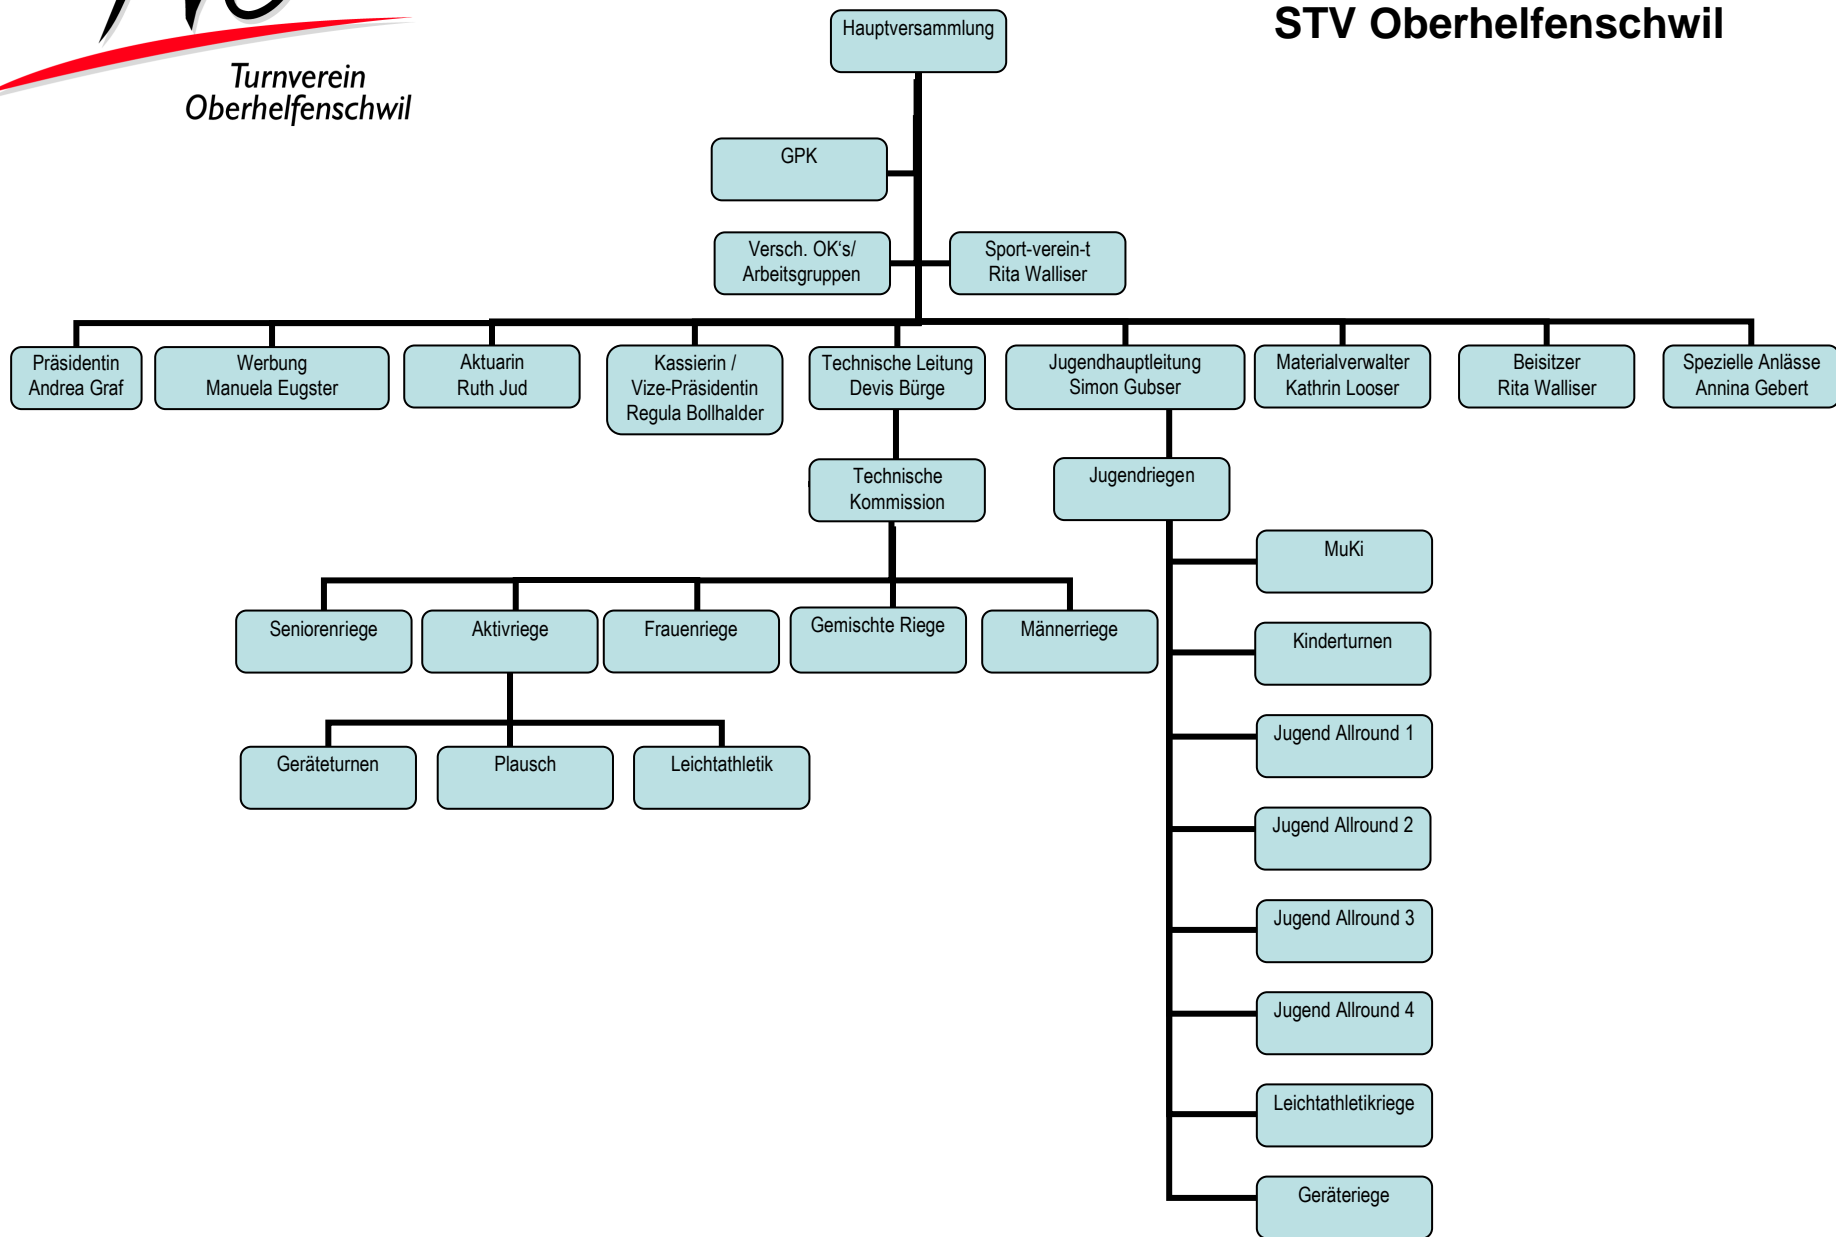 STV Oberhelfenschwil
Turnverein
Oberhelfenschwil
Hauptversammlung
GPK
Versch. OK's/
Arbeitsgruppen
Sport-verein-t
Rita Walliser
Präsidentin
Andrea Graf
Werbung
Manuela Eugster
Aktuarin
Ruth Jud
Kassierin /
Vize-Präsidentin
Regula Bollhalder
Technische Leitung
Devis Bürge
Jugendhauptleitung
Simon Gubser
Materialverwalter
Kathrin Looser
Beisitzer
Rita Walliser
Spezielle Anlässe
Annina Gebert
Technische
Kommission
Jugendriegen
Seniorenriege
Aktivriege
Frauenriege
Gemischte Riege
Männerriege
Geräteturnen
Plausch
Leichtathletik
MuKi
Kinderturnen
Jugend Allround 1
Jugend Allround 2
Jugend Allround 3
Jugend Allround 4
Leichtathletikriege
Geräteriege